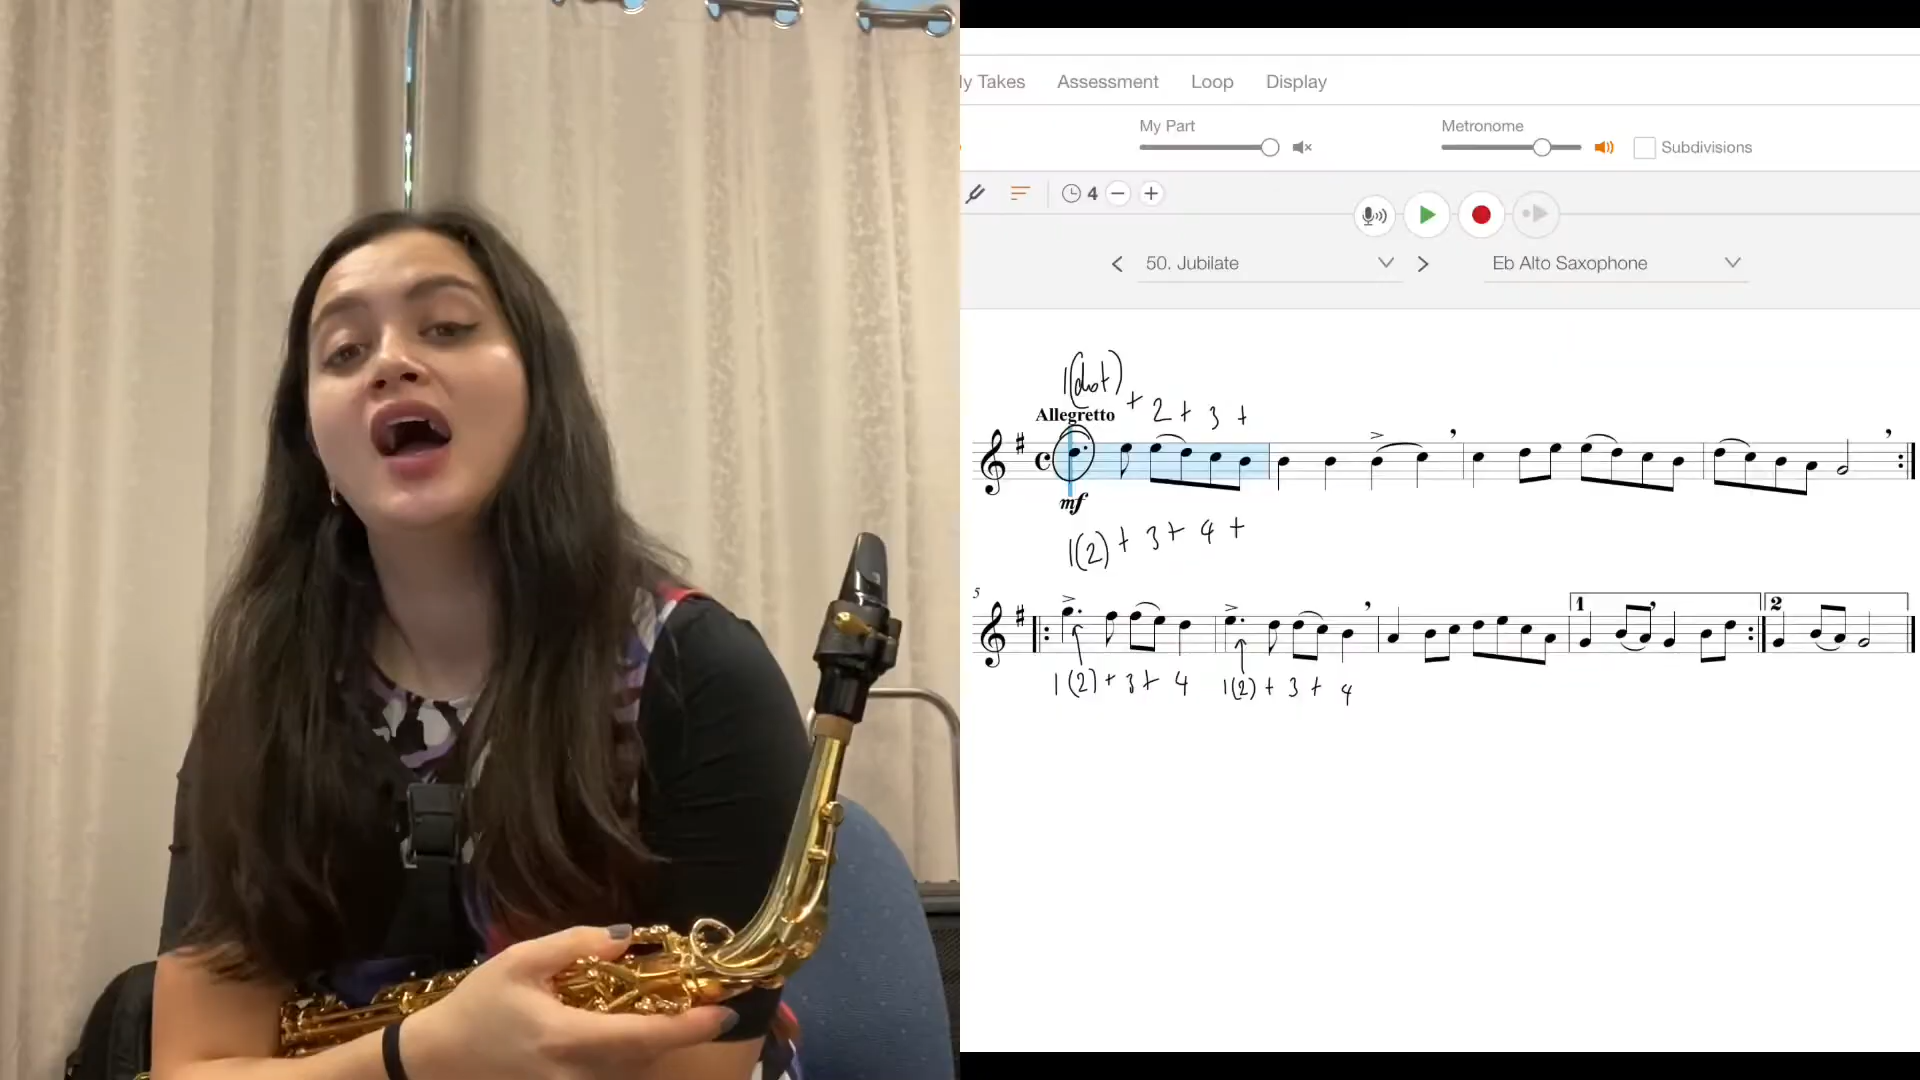 ly Takes Assessment Loop Display
My Part Metronome
Subdivisions
4 − +
50. Jubilate Eb Alto Saxophone
1(dot) + 2 + 3 +
Allegretto
mf
1(2) + 3 + 4 +
5
1 2
1(2) + 3 + 4 1(2) + 3 + 4